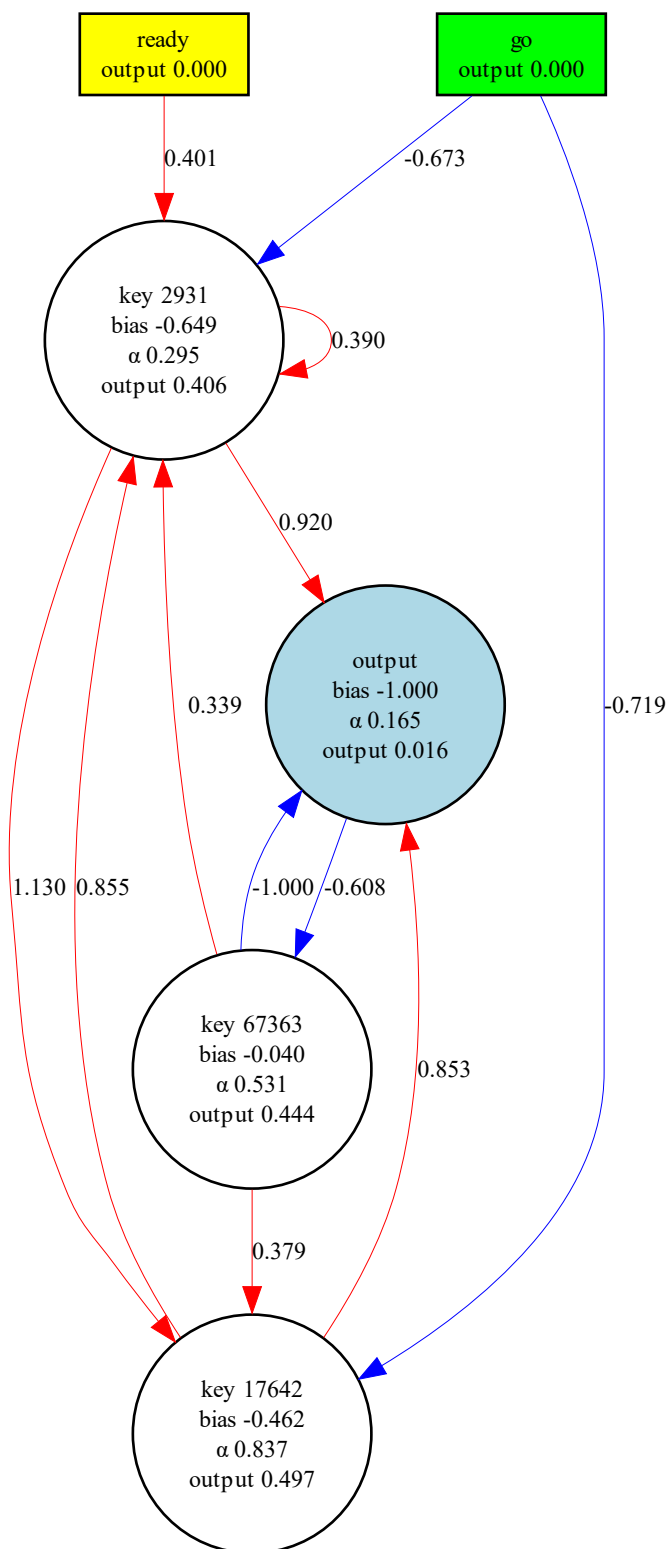 ready
output 0.000
go
output 0.000
0.401
-0.673
key 2931
bias -0.649
α 0.295
output 0.406
0.390
0.920
output
bias -1.000
α 0.165
output 0.016
0.339
-0.719
1.130
0.855
-1.000
-0.608
key 67363
bias -0.040
α 0.531
output 0.444
0.853
0.379
key 17642
bias -0.462
α 0.837
output 0.497